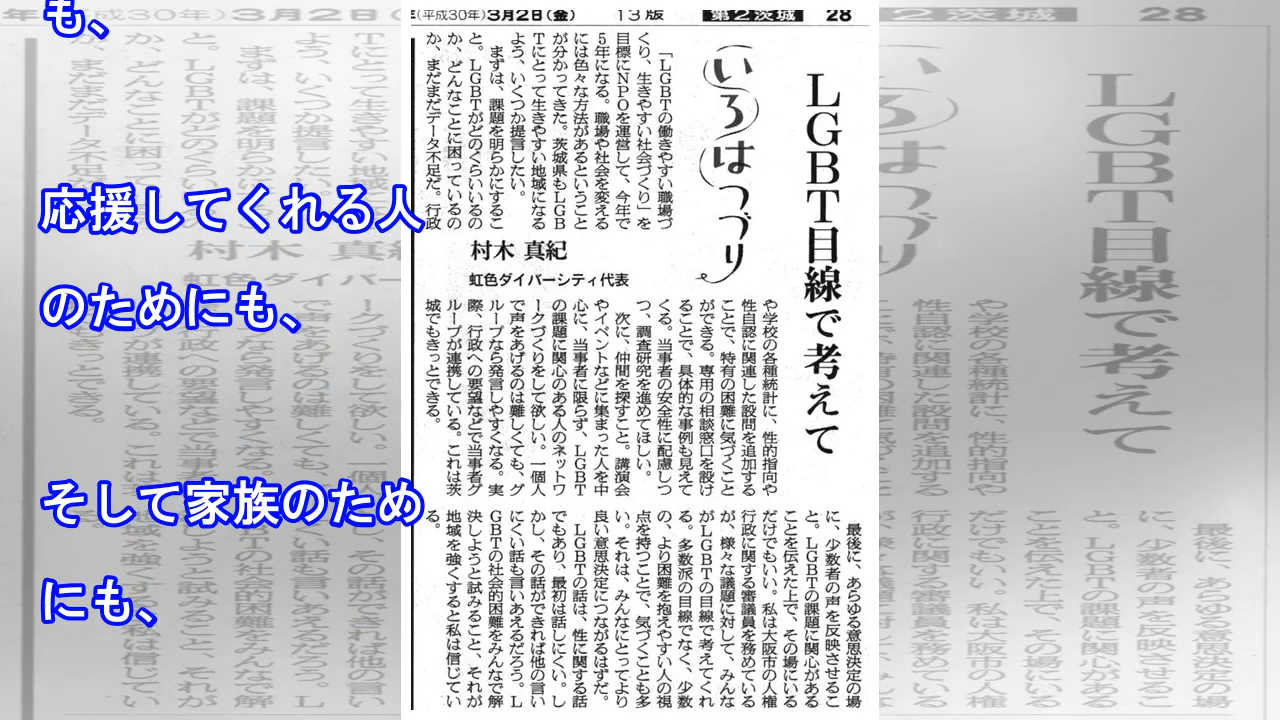 も、
応援してくれる人
のためにも、
そして家族のため
にも、
年(平成30年)3月2日(金)
13版
第2茨城
28
LGBT目線で考えて
いろはつづり
村木 真紀
虹色ダイバーシティ代表
「LGBTの働きやすい職場づ
くり、生きやすい社会づくり」を
目標にNPOを運営して、今年で
5年になる。職場や社会を変える
には色々な方法があるということ
が分かってきた。茨城県もLGB
Tにとって生きやすい地域になる
よう、いくつか提言したい。
まずは、課題を明らかにするこ
と。LGBTがどのくらいいるの
か、どんなことに困っているの
か、まだまだデータ不足だ。行政
や学校の各種統計に、性的指向や
性自認に関連した設問を追加する
ことで、特有の困難に気づくこと
ができる。専用の相談窓口を設け
ることで、具体的な事例も見えて
くる。当事者の安全性に配慮しつ
つ、調査研究を進めてほしい。
次に、仲間を探すこと。講演会
やイベントなどに集まった人を中
心に、当事者に限らず、LGBT
の課題に関心のある人のネットワ
ークづくりをして欲しい。一個人
で声をあげるのは難しくても、グ
ループなら発言しやすくなる。実
際、行政への要望などで当事者グ
ループが連携している。これは茨
城でもきっとできる。
最後に、あらゆる意思決定の場
に、少数者の声を反映させるこ
と。LGBTの課題に関心がある
ことを伝えた上で、その場にいる
だけでもいい。私は大阪市の人権
行政に関する審議員を務めている
が、様々な議題に対して、みんな
がLGBTの目線で考えてくれ
る。多数派の目線でなく、少数
の、より困難を抱えやすい人の視
点を持つことで、気づくことも多
い。それは、みんなにとってより
良い意思決定につながるはずだ。
LGBTの話は、性に関する話
でもあり、最初は話しにくい。し
かし、その話ができれば他の言い
にくい話も言いあえるだろう。L
GBTの社会的困難をみんなで解
決しようと試みること、それが
地域を強くすると私は信じてい
る。